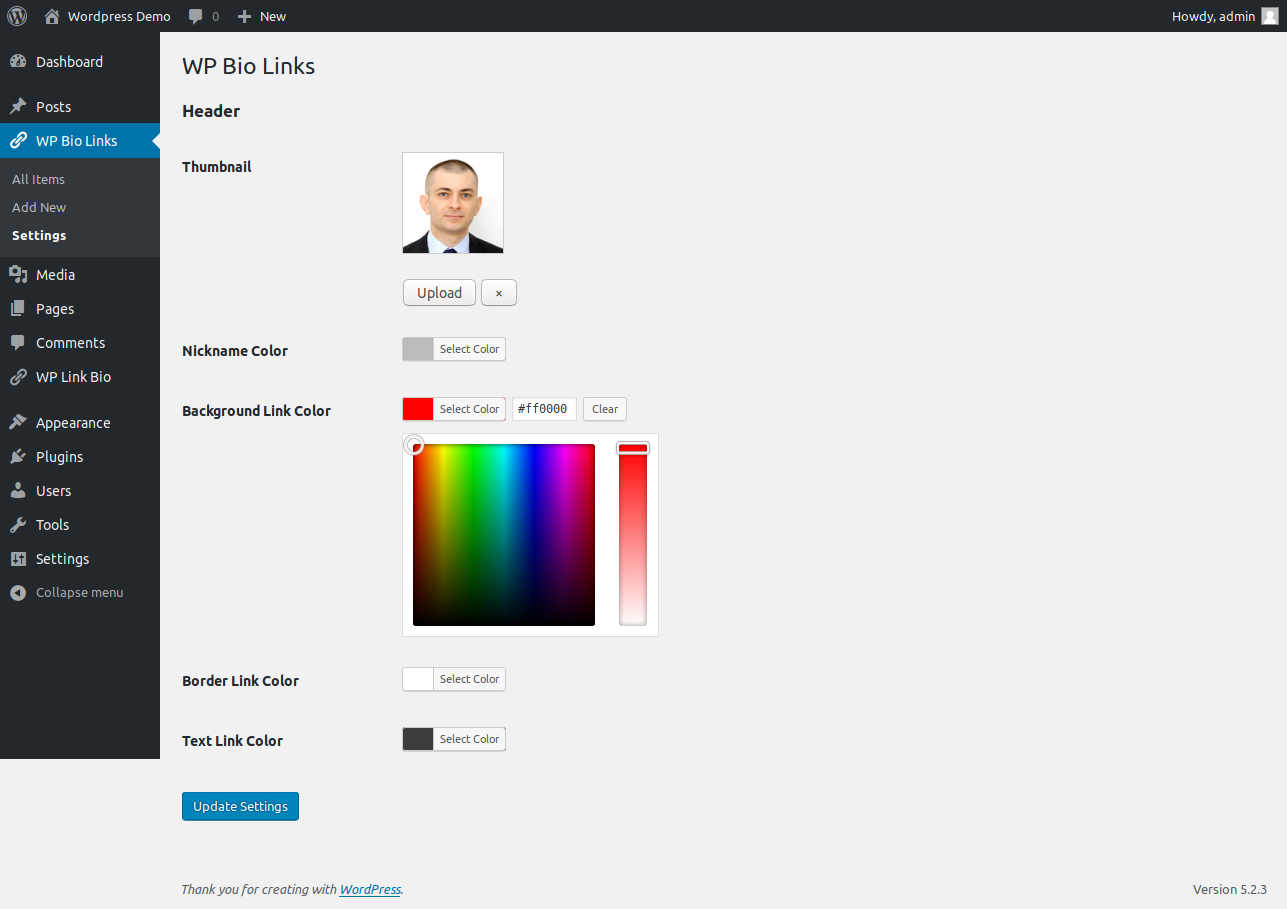 Wordpress Demo 0 New Howdy, admin
Dashboard
Posts
WP Bio Links
All Items
Add New
Settings
Media
Pages
Comments
WP Link Bio
Appearance
Plugins
Users
Tools
Settings
Collapse menu
WP Bio Links
Header
Thumbnail
Upload ×
Nickname Color Select Color
Background Link Color Select Color #ff0000 Clear
Border Link Color Select Color
Text Link Color Select Color
Update Settings
Thank you for creating with WordPress. Version 5.2.3